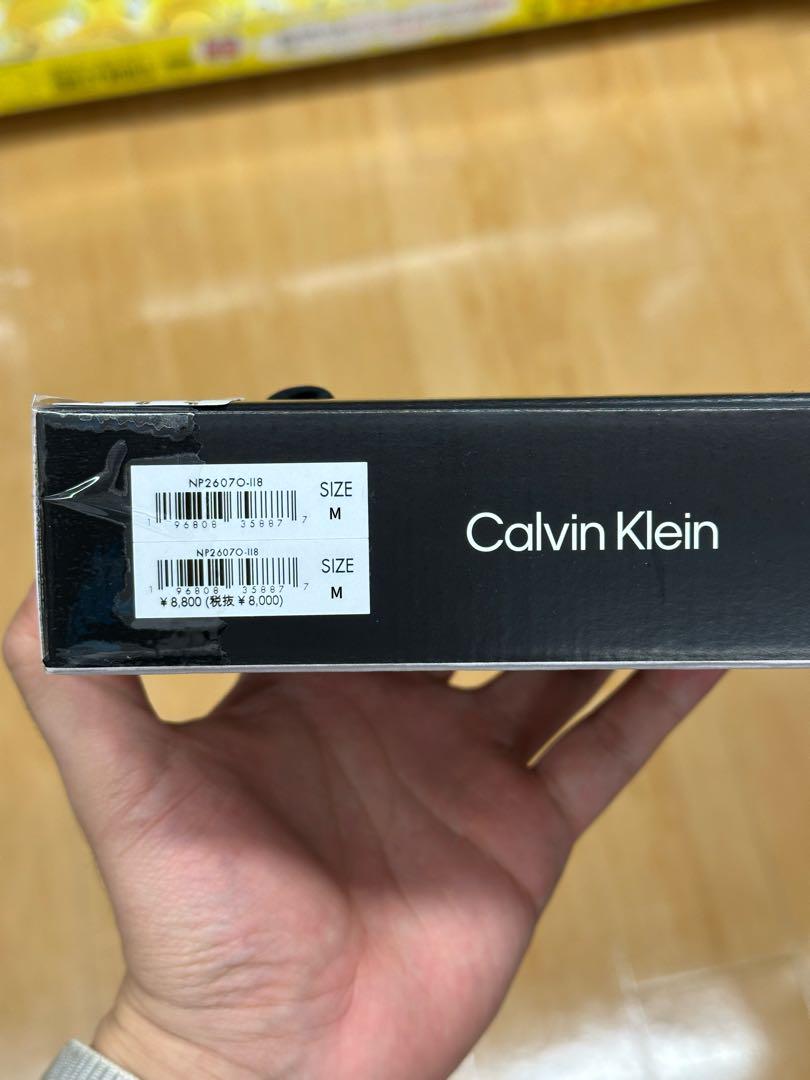 NP26070-118
SIZE
M
1 96808 35887 7
NP26070-118
SIZE
M
1 96808 35887 7
¥8,800 (税抜 ¥8,000)
Calvin Klein